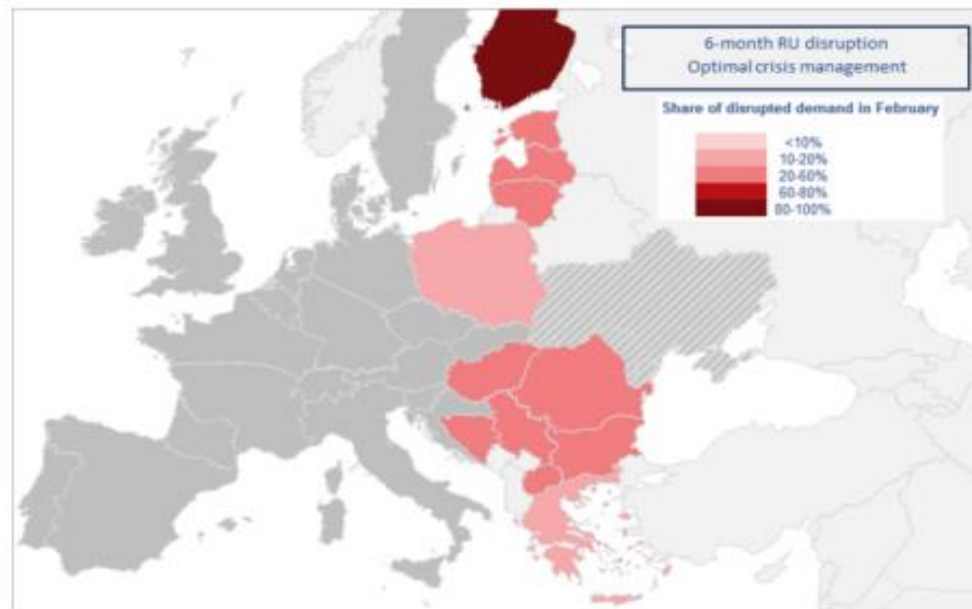 6-month RU disruption
Optimal crisis management
Share of disrupted demand in February
<10%
10-20%
20-60%
60-80%
80-100%